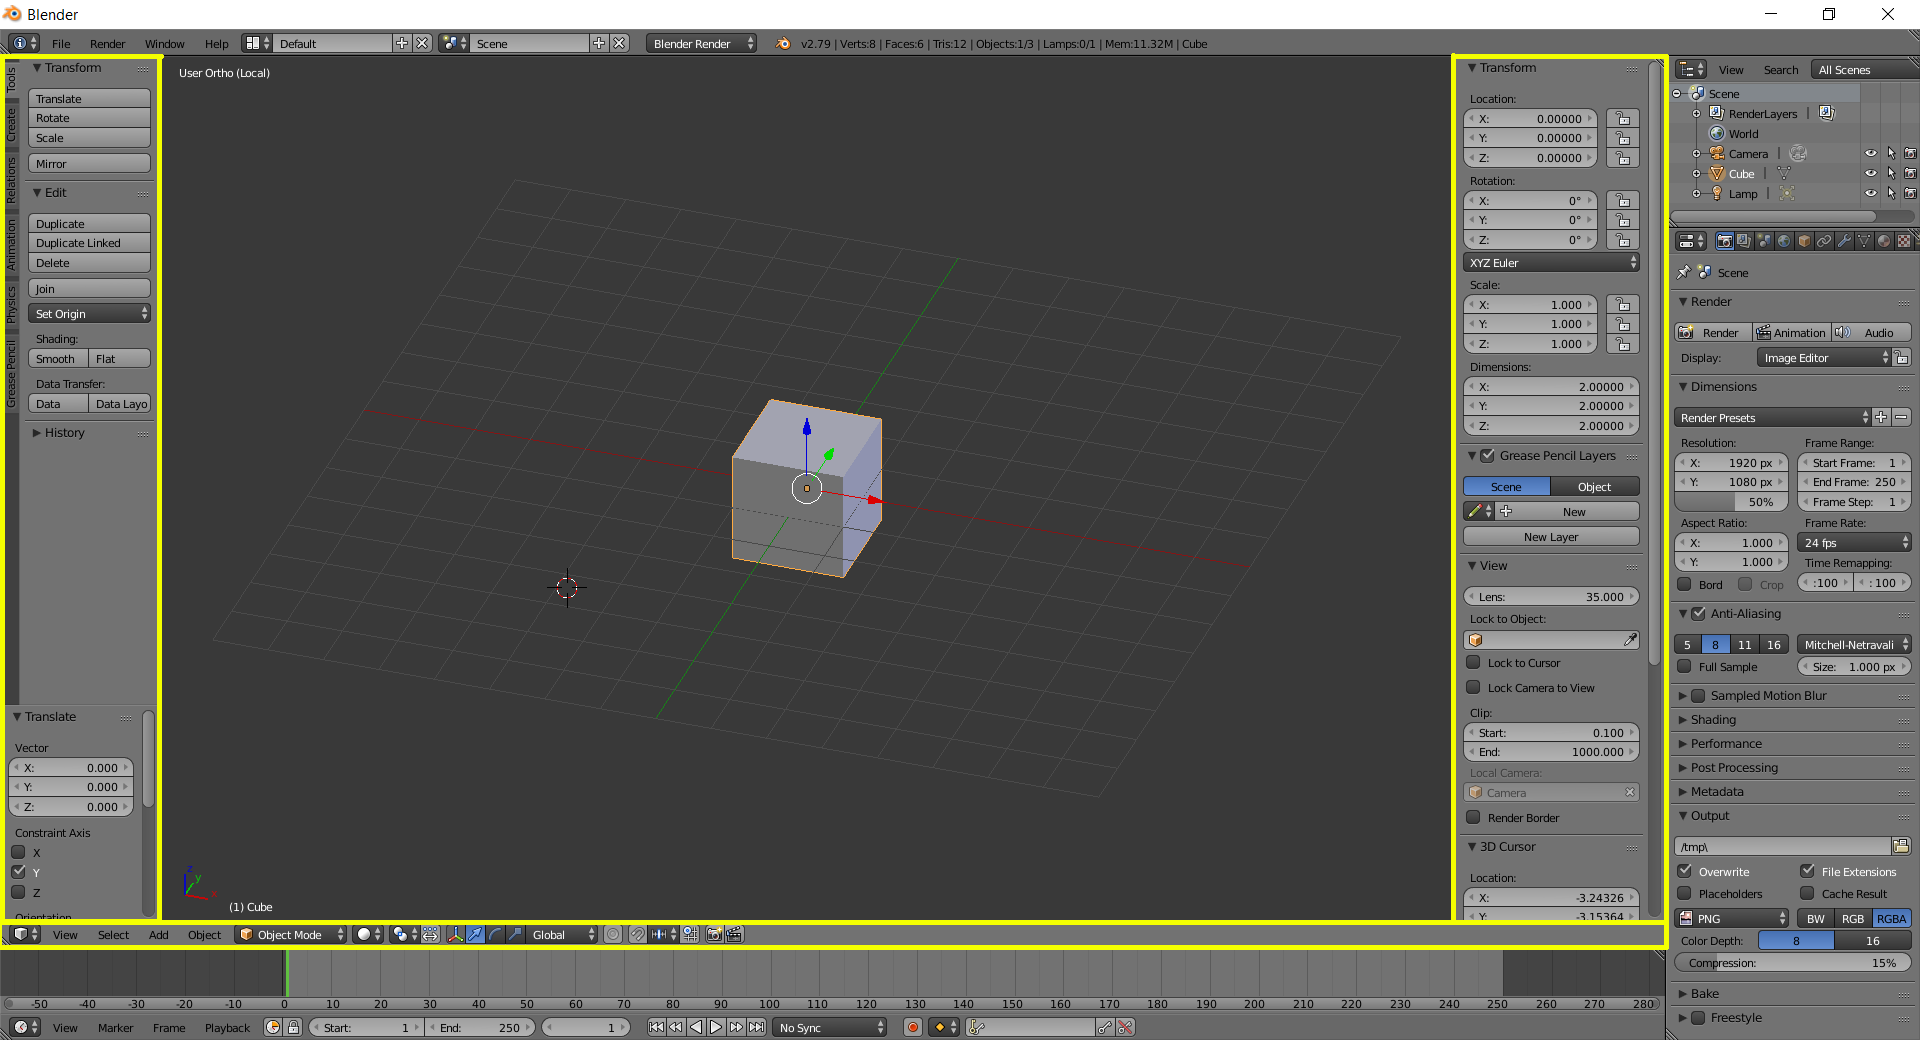 Blender
File Render Window Help Default Scene Blender Render v2.79 | Verts:8 | Faces:6 | Tris:12 | Objects:1/3 | Lamps:0/1 | Mem:11.32M | Cube
Tools
Create
Relations
Animation
Physics
Grease Pencil
Transform
Translate
Rotate
Scale
Mirror
Edit
Duplicate
Duplicate Linked
Delete
Join
Set Origin
Shading:
Smooth Flat
Data Transfer:
Data Data Layo
History
Translate
Vector
X: 0.000
Y: 0.000
Z: 0.000
Constraint Axis
X
Y
Z
Orientation
User Ortho (Local)
z
y
x
(1) Cube
Transform
Location:
X: 0.00000
Y: 0.00000
Z: 0.00000
Rotation:
X: 0°
Y: 0°
Z: 0°
XYZ Euler
Scale:
X: 1.000
Y: 1.000
Z: 1.000
Dimensions:
X: 2.00000
Y: 2.00000
Z: 2.00000
Grease Pencil Layers
Scene Object
New
New Layer
View
Lens: 35.000
Lock to Object:
Lock to Cursor
Lock Camera to View
Clip:
Start: 0.100
End: 1000.000
Local Camera:
Camera
Render Border
3D Cursor
Location:
X: -3.24326
Y: -3.15364
View Select Add Object Object Mode Global
-50 -40 -30 -20 -10 0 10 20 30 40 50 60 70 80 90 100 110 120 130 140 150 160 170 180 190 200 210 220 230 240 250 260 270 280
View Marker Frame Playback Start: 1 End: 250 1 No Sync
View Search All Scenes
Scene
RenderLayers |
World
Camera |
Cube |
Lamp |
Scene
Render
Render Animation Audio
Display: Image Editor
Dimensions
Render Presets
Resolution: Frame Range:
X: 1920 px Start Frame: 1
Y: 1080 px End Frame: 250
50% Frame Step: 1
Aspect Ratio: Frame Rate:
X: 1.000 24 fps
Y: 1.000 Time Remapping:
Bord Crop :100 : 100
Anti-Aliasing
5 8 11 16 Mitchell-Netravali
Full Sample Size: 1.000 px
Sampled Motion Blur
Shading
Performance
Post Processing
Metadata
Output
/tmp\
Overwrite File Extensions
Placeholders Cache Result
PNG BW RGB RGBA
Color Depth: 8 16
Compression: 15%
Bake
Freestyle